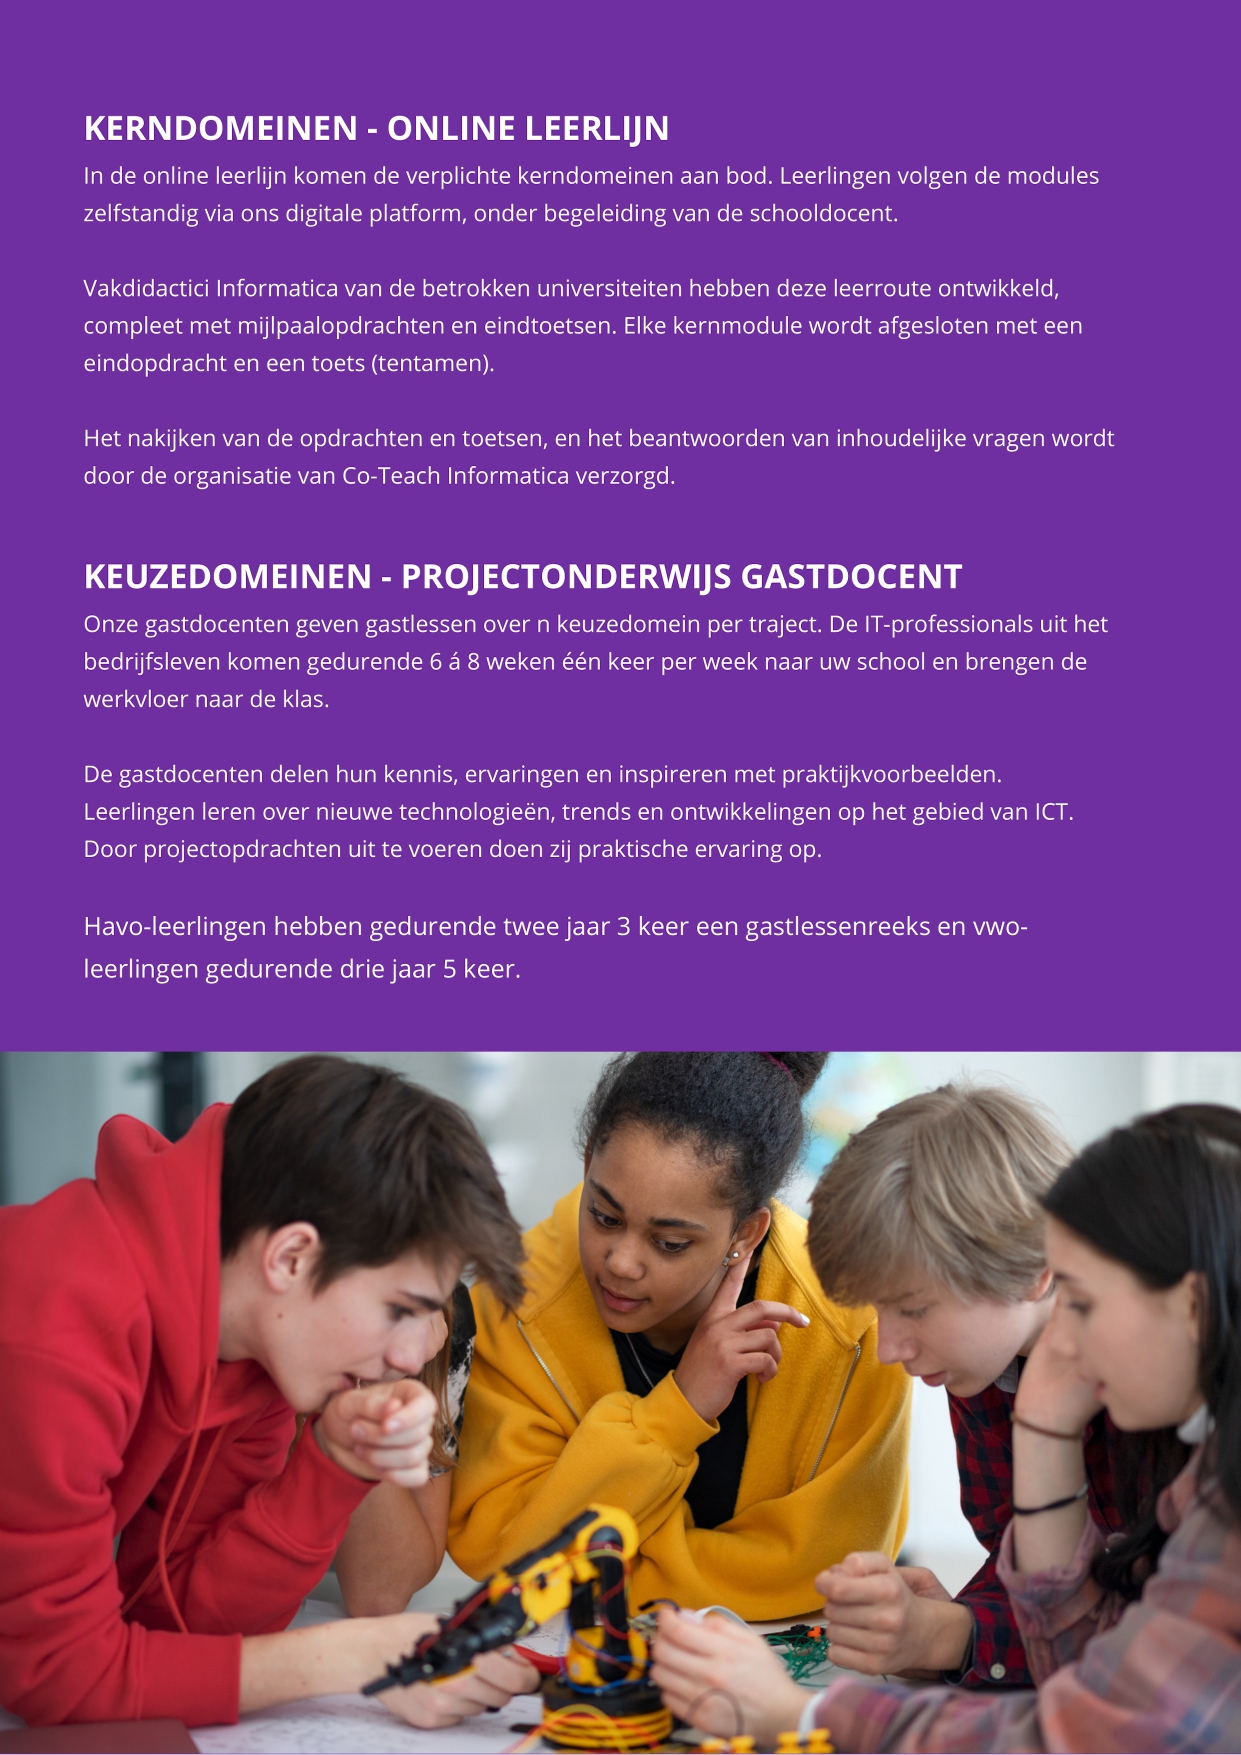 KERNDOMEINEN - ONLINE LEERLIJN
In de online leerlijn komen de verplichte kerndomeinen aan bod. Leerlingen volgen de modules
zelfstandig via ons digitale platform, onder begeleiding van de schooldocent.
Vakdidactici Informatica van de betrokken universiteiten hebben deze leerroute ontwikkeld,
compleet met mijlpaalopdrachten en eindtoetsen. Elke kernmodule wordt afgesloten met een
eindopdracht en een toets (tentamen).
Het nakijken van de opdrachten en toetsen, en het beantwoorden van inhoudelijke vragen wordt
door de organisatie van Co-Teach Informatica verzorgd.
KEUZEDOMEINEN - PROJECTONDERWIJS GASTDOCENT
Onze gastdocenten geven gastlessen over n keuzedomein per traject. De IT-professionals uit het
bedrijfsleven komen gedurende 6 á 8 weken één keer per week naar uw school en brengen de
werkvloer naar de klas.
De gastdocenten delen hun kennis, ervaringen en inspireren met praktijkvoorbeelden.
Leerlingen leren over nieuwe technologieën, trends en ontwikkelingen op het gebied van ICT.
Door projectopdrachten uit te voeren doen zij praktische ervaring op.
Havo-leerlingen hebben gedurende twee jaar 3 keer een gastlessenreeks en vwo-
leerlingen gedurende drie jaar 5 keer.